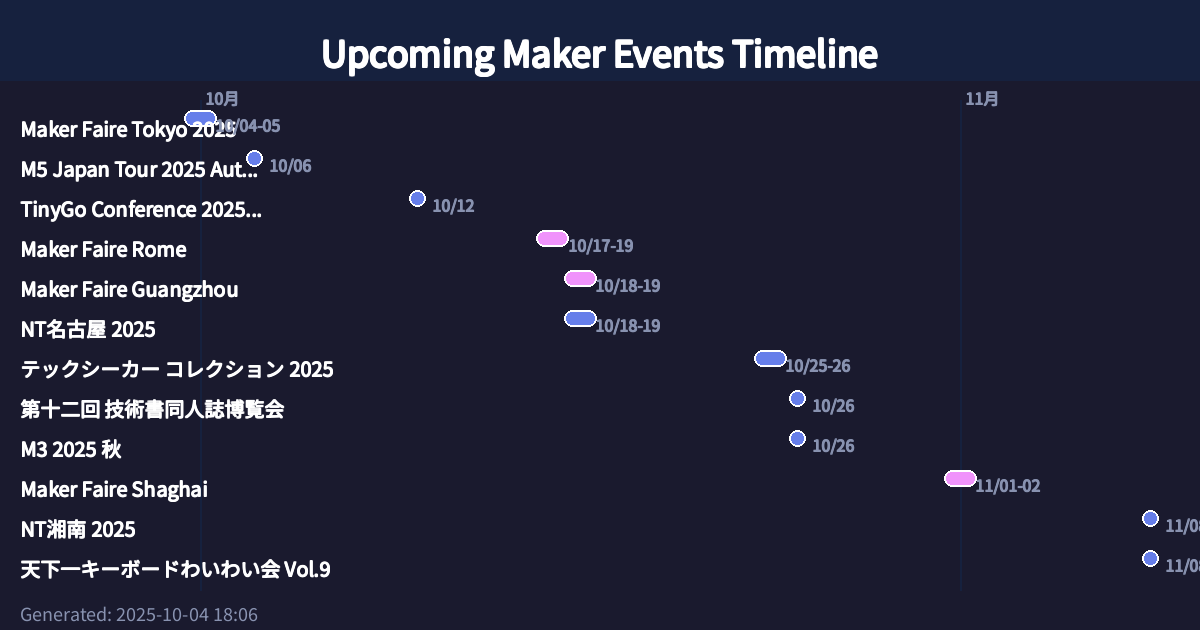 Upcoming Maker Events Timeline
10月 11月
Maker Faire Tokyo 2025 10/04-05
M5 Japan Tour 2025 Aut... 10/06
TinyGo Conference 2025... 10/12
Maker Faire Rome 10/17-19
Maker Faire Guangzhou 10/18-19
NT名古屋 2025 10/18-19
テックシーカー コレクション 2025 10/25-26
第十二回 技術書同人誌博覧会 10/26
M3 2025 秋 10/26
Maker Faire Shaghai 11/01-02
NT湘南 2025 11/08
天下一キーボードわいわい会 Vol.9 11/08
Generated: 2025-10-04 18:06